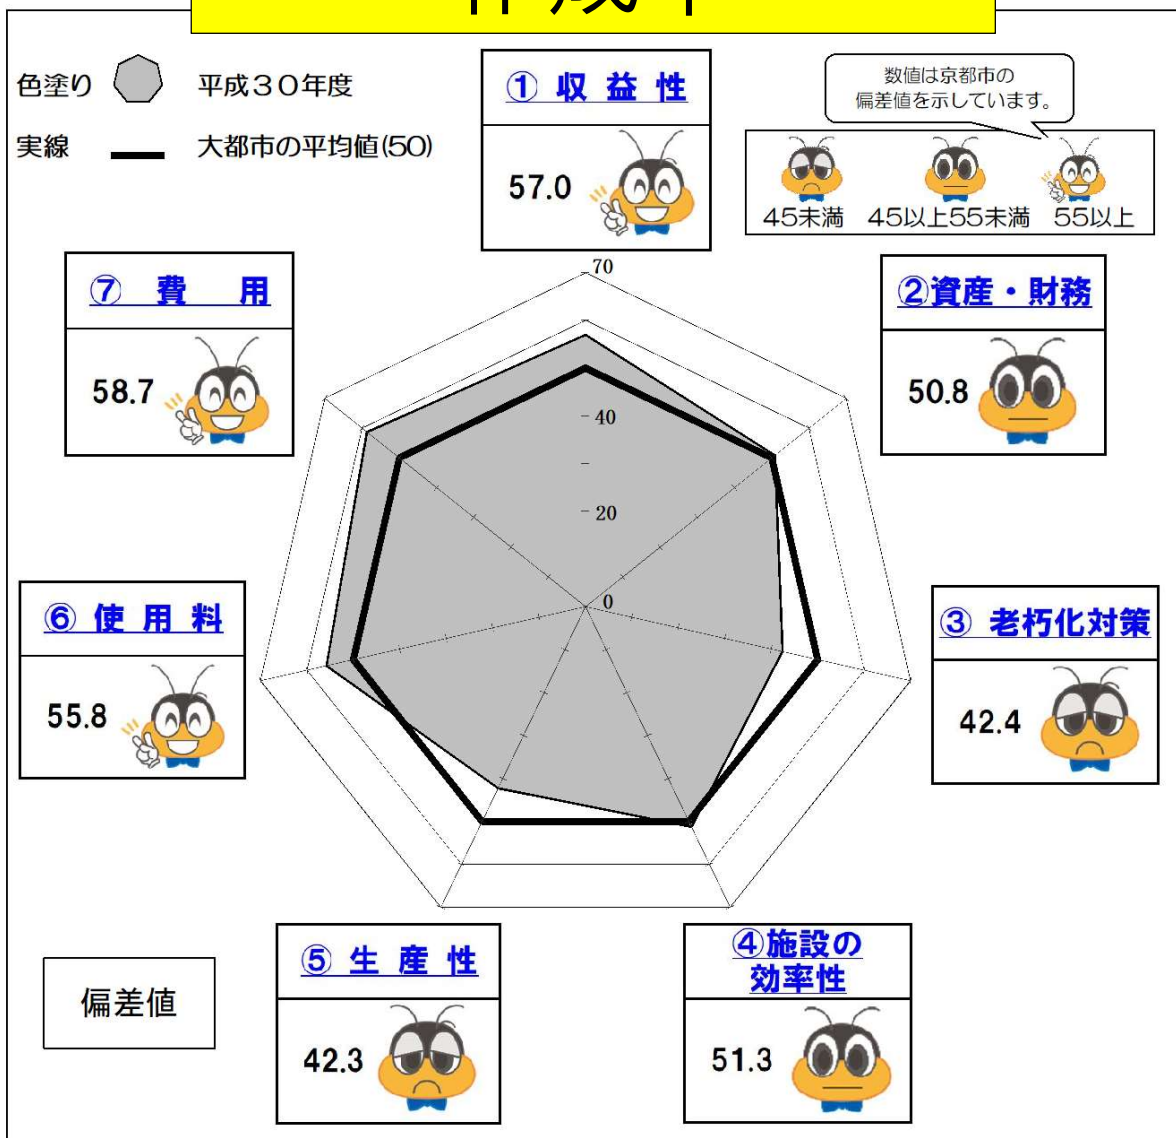 色塗り 平成30年度
実線 大都市の平均値(50)
① 収 益 性
57.0
数値は京都市の
偏差値を示しています。
45未満 45以上55未満 55以上
⑦ 費 用
58.7
②資産・財務
50.8
70
40
20
0
⑥ 使 用 料
55.8
③ 老朽化対策
42.4
⑤ 生 産 性
42.3
④施設の
効率性
51.3
偏差値